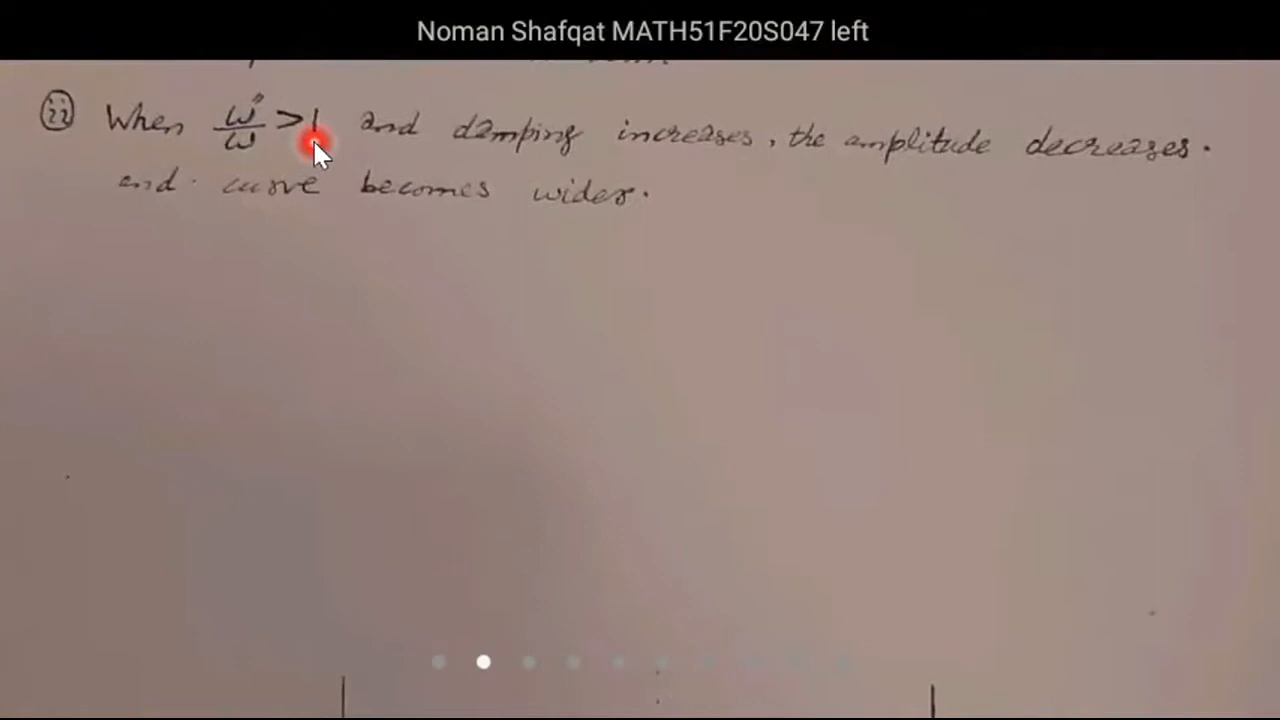 Noman Shafqat MATH51F20S047 left
(ii) When ω"/ω > 1 and damping increases, the amplitude decreases.
and curve becomes wider.